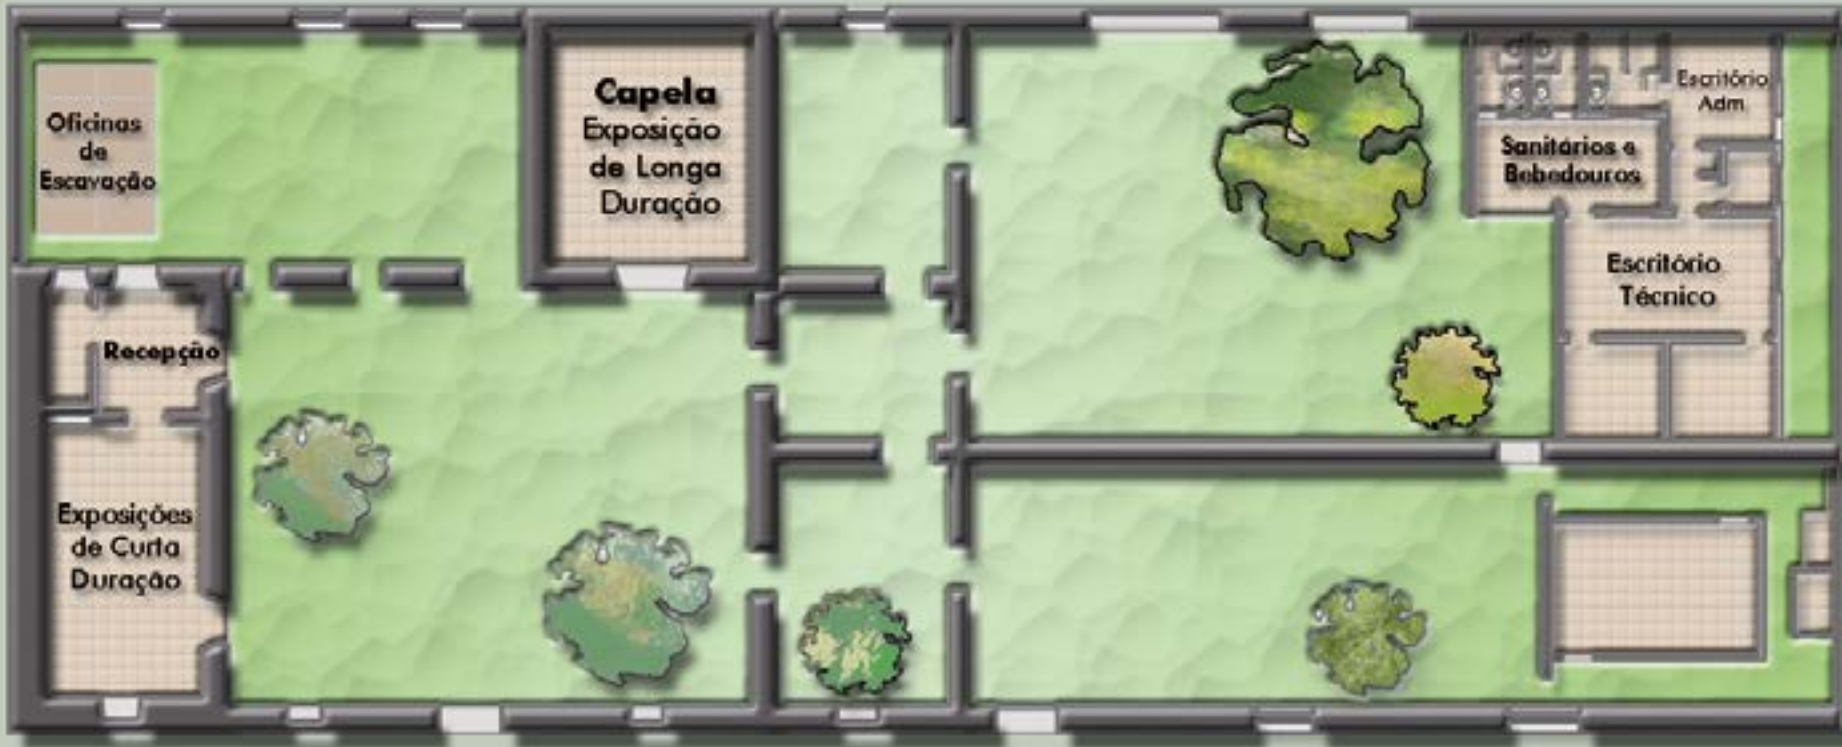 Oficinas
de
Escavação
Capela
Exposição
de Longa
Duração
Recepção
Exposições
de Curta
Duração
Escritório
Adm.
Sanitários e
Bebedouros
Escritório
Técnico